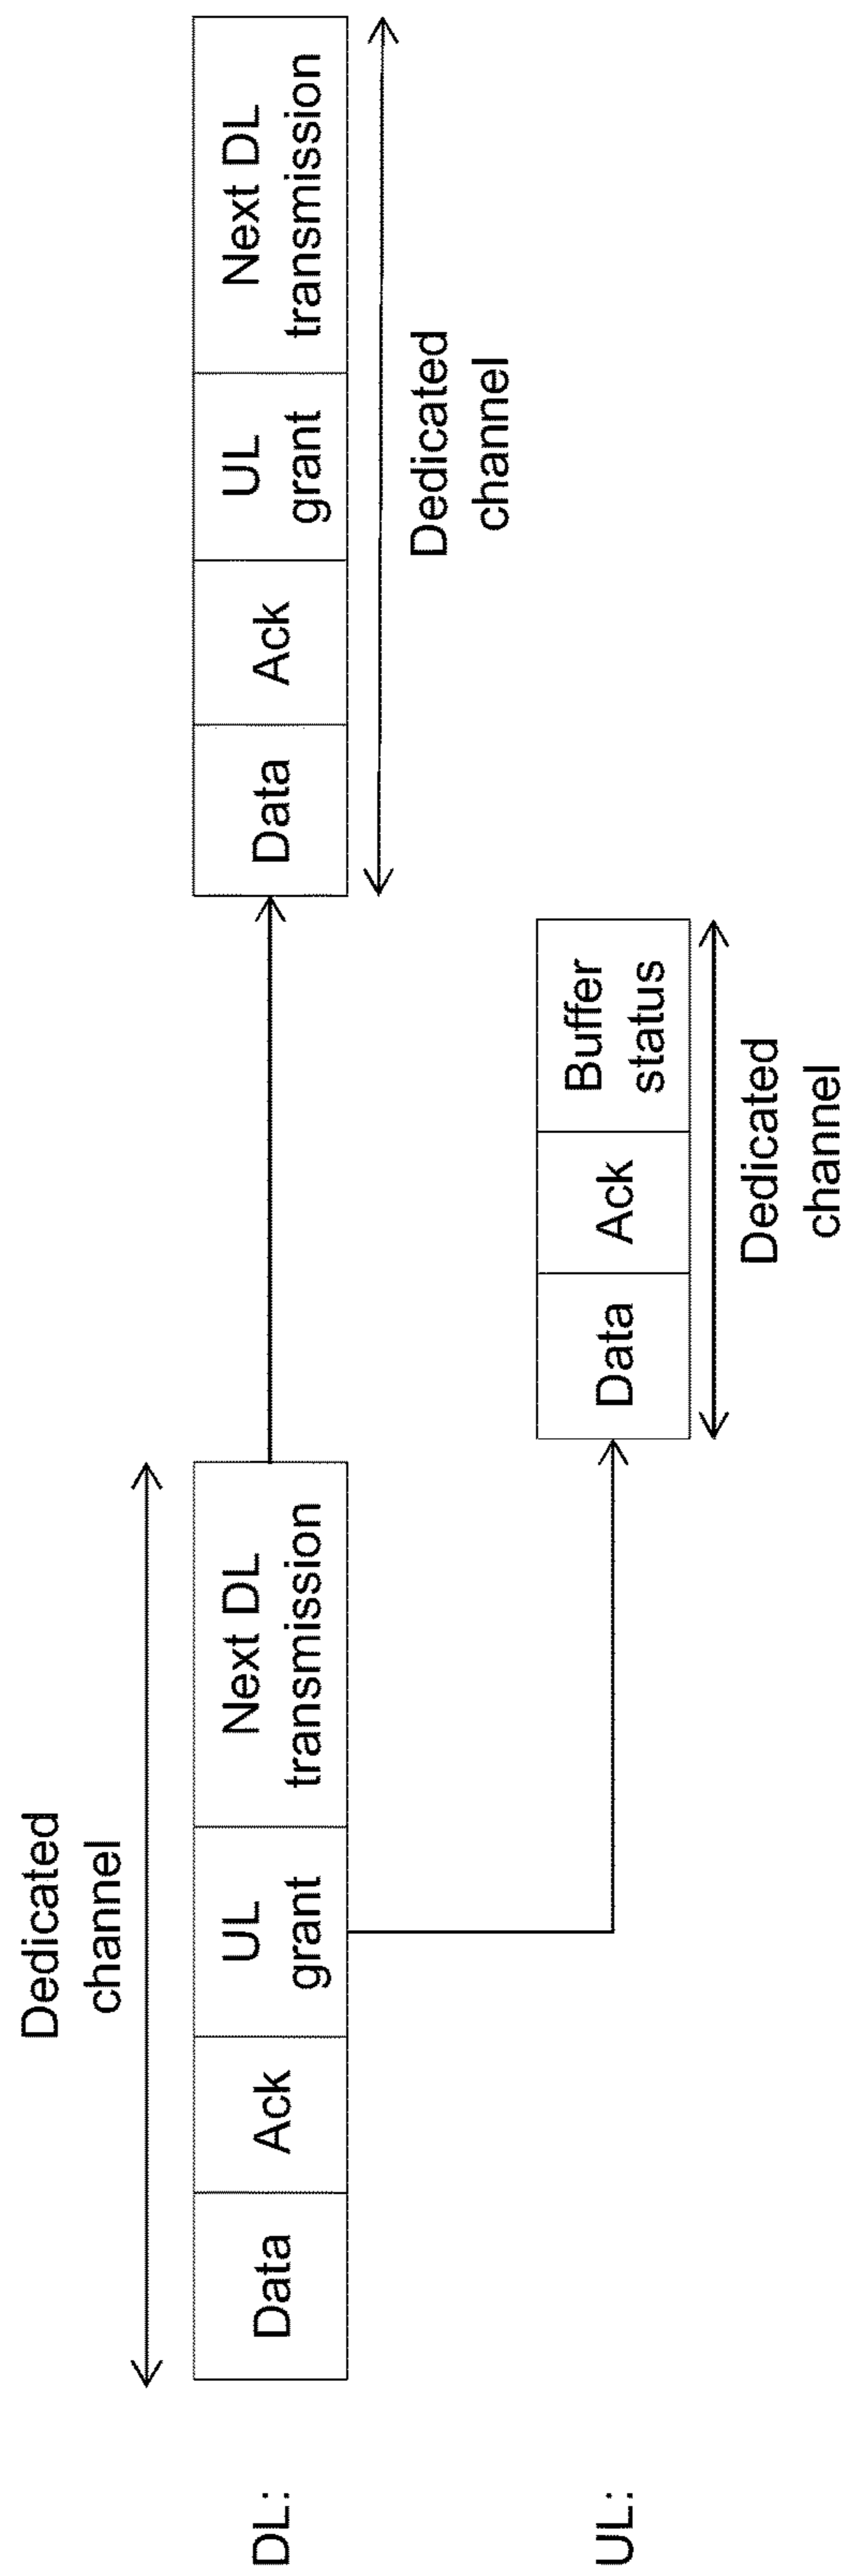 Dedicated
channel
DL:
Data
Ack
UL
grant
Next DL
transmission
Data
Ack
UL
grant
Next DL
transmission
Dedicated
channel
UL:
Data
Ack
Buffer
status
Dedicated
channel